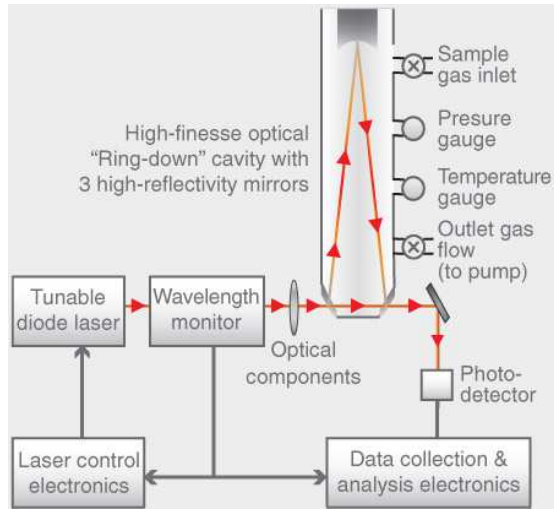 Sample
gas inlet
High-finesse optical
“Ring-down” cavity with
3 high-reflectivity mirrors
Presure
gauge
Temperature
gauge
Outlet gas
flow
(to pump)
Tunable
diode laser
Wavelength
monitor
Optical
components
Photo-
detector
Laser control
electronics
Data collection &
analysis electronics